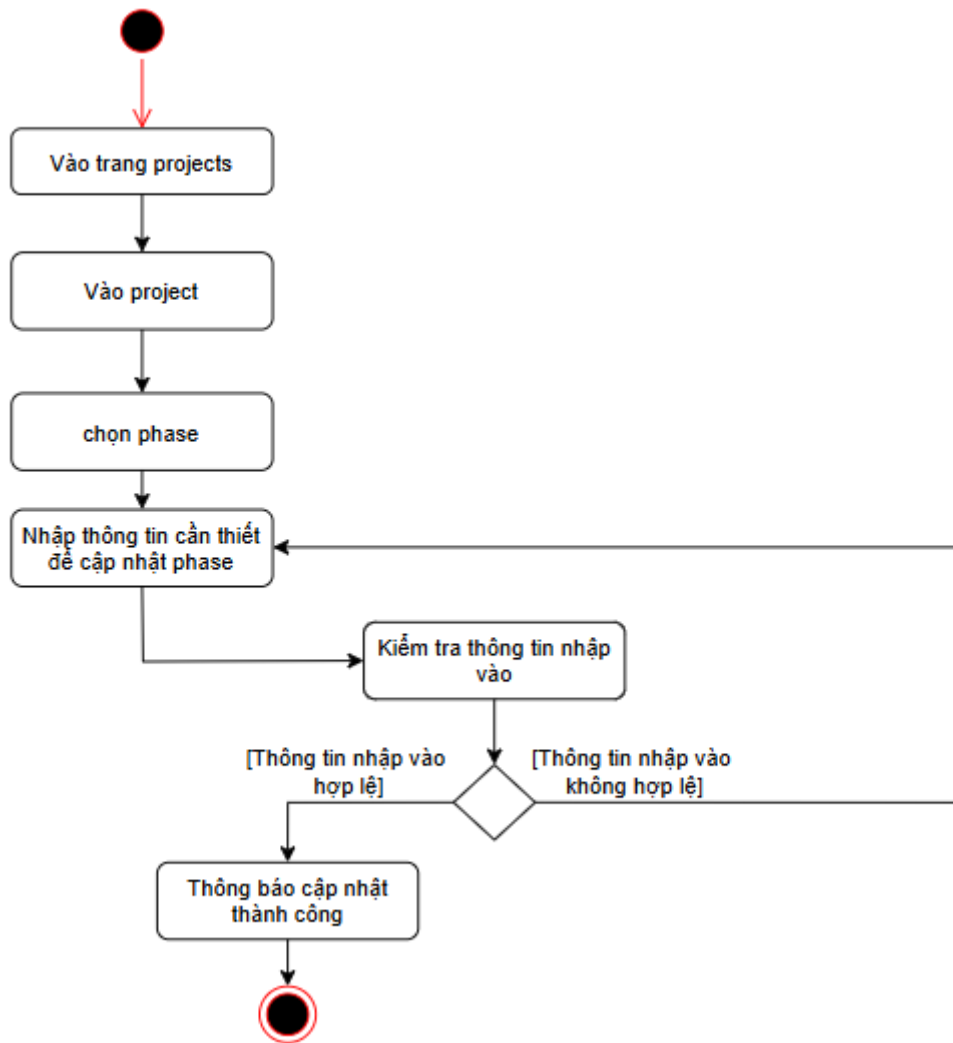 Vào trang projects
Vào project
chọn phase
Nhập thông tin cần thiết
để cập nhật phase
Kiểm tra thông tin nhập
vào
[Thông tin nhập vào
hợp lệ]
[Thông tin nhập vào
không hợp lệ]
Thông báo cập nhật
thành công